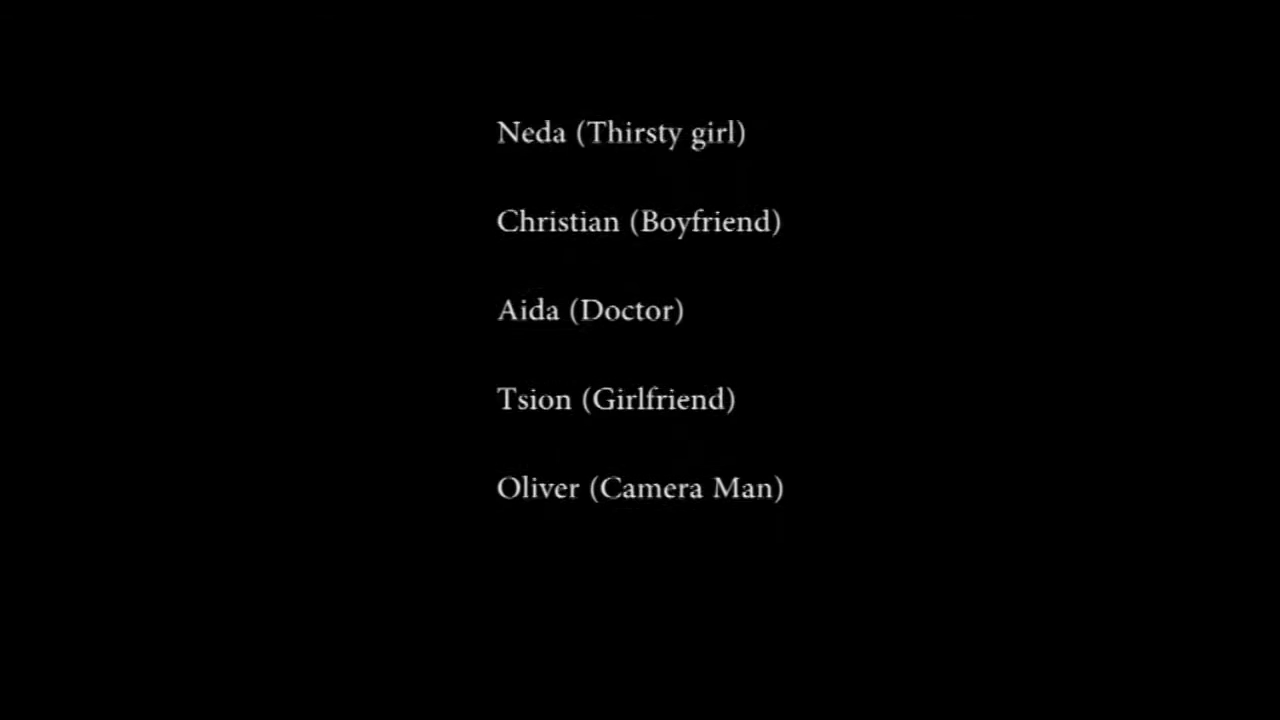 Neda (Thirsty girl)
Christian (Boyfriend)
Aida (Doctor)
Tsion (Girlfriend)
Oliver (Camera Man)